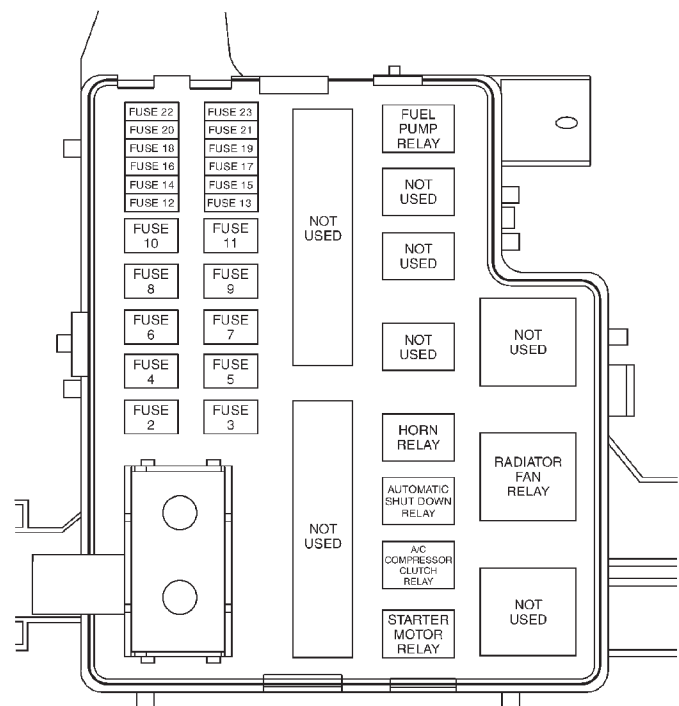 FUSE 22
FUSE 23
FUSE 20
FUSE 21
FUSE 18
FUSE 19
FUSE 16
FUSE 17
FUSE 14
FUSE 15
FUSE 12
FUSE 13
FUSE
10
FUSE
11
FUSE
8
FUSE
9
FUSE
6
FUSE
7
FUSE
4
FUSE
5
FUSE
2
FUSE
3
NOT
USED
NOT
USED
FUEL
PUMP
RELAY
NOT
USED
NOT
USED
NOT
USED
HORN
RELAY
AUTOMATIC
SHUT DOWN
RELAY
A/C
COMPRESSOR
CLUTCH
RELAY
STARTER
MOTOR
RELAY
NOT
USED
RADIATOR
FAN
RELAY
NOT
USED